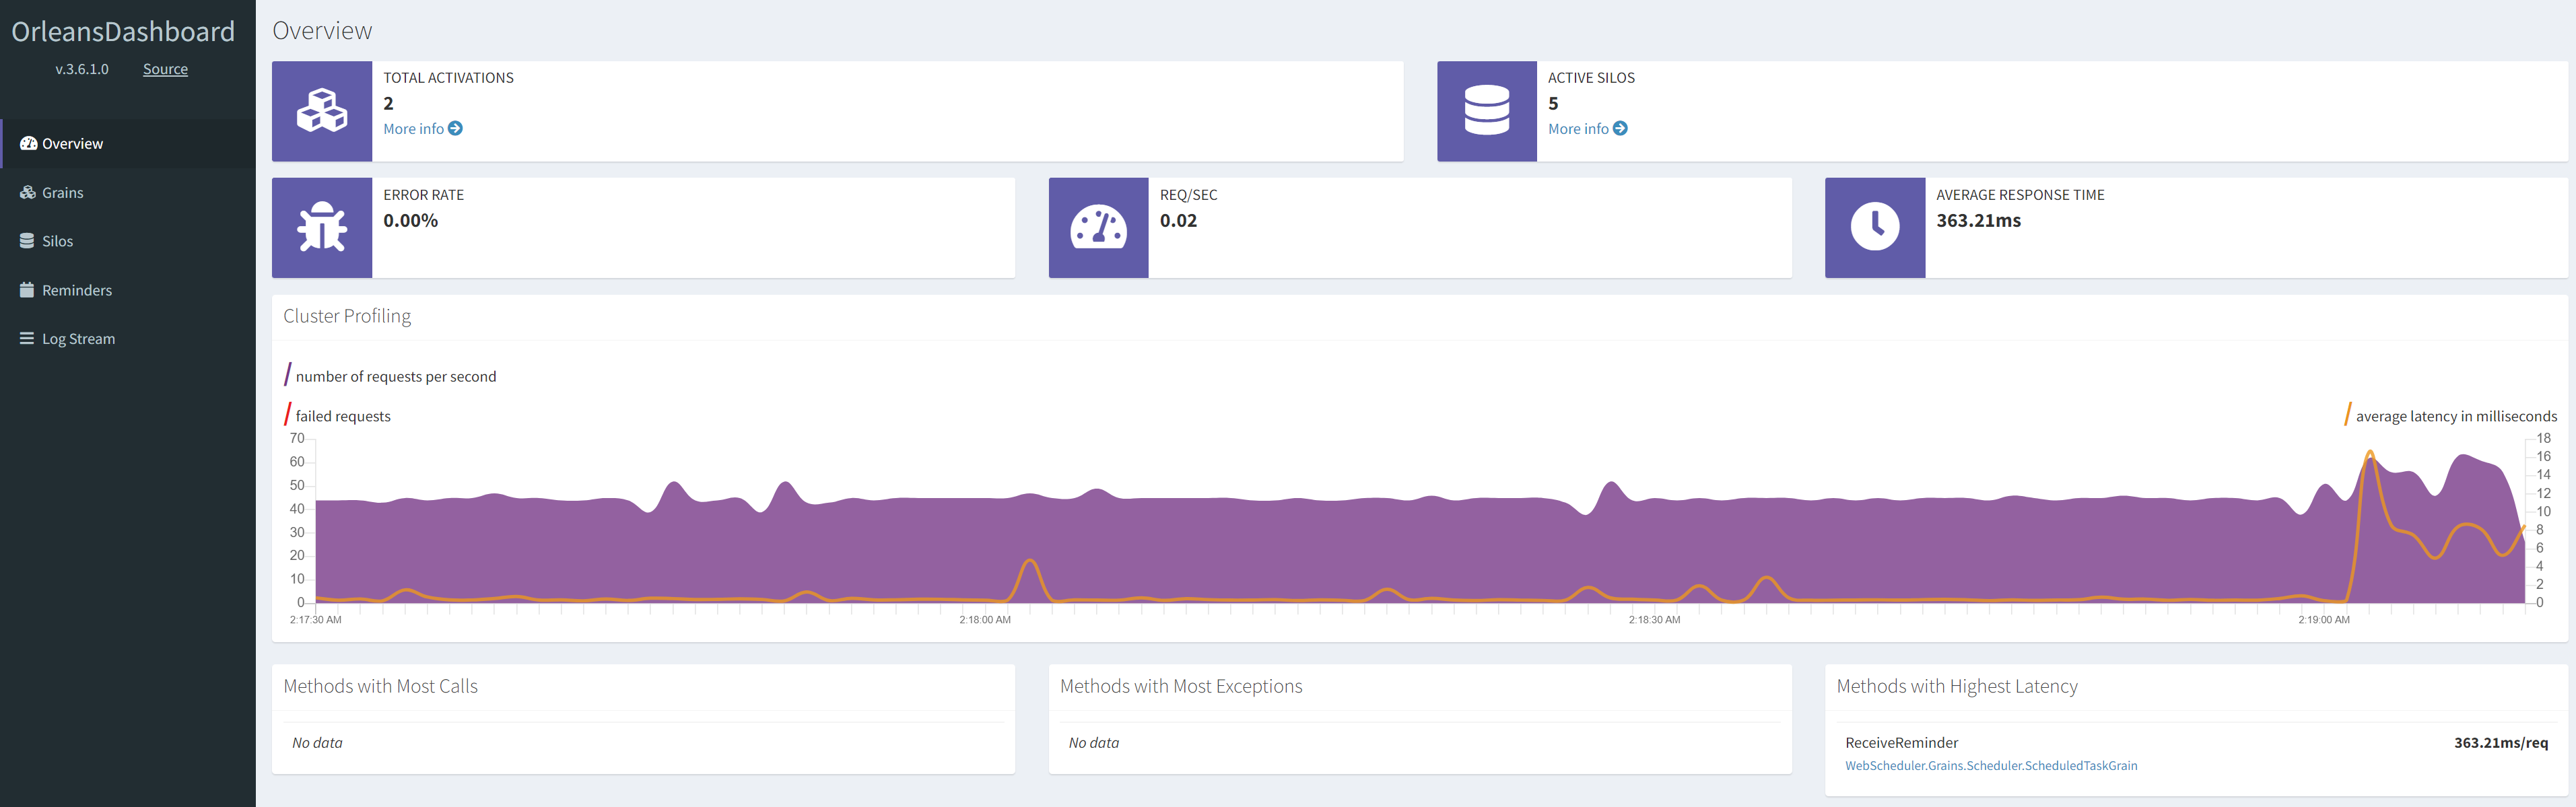 OrleansDashboard
v.3.6.1.0 Source
Overview
Grains
Silos
Reminders
Log Stream
Overview
TOTAL ACTIVATIONS
2
More info
ACTIVE SILOS
5
More info
ERROR RATE
0.00%
REQ/SEC
0.02
AVERAGE RESPONSE TIME
363.21ms
Cluster Profiling
number of requests per second
failed requests
average latency in milliseconds
70
60
50
40
30
20
10
0
18
16
14
12
10
8
6
4
2
0
2:17:30 AM
2:18:00 AM
2:18:30 AM
2:19:00 AM
Methods with Most Calls
No data
Methods with Most Exceptions
No data
Methods with Highest Latency
ReceiveReminder 363.21ms/req
WebScheduler.Grains.Scheduler.ScheduledTaskGrain